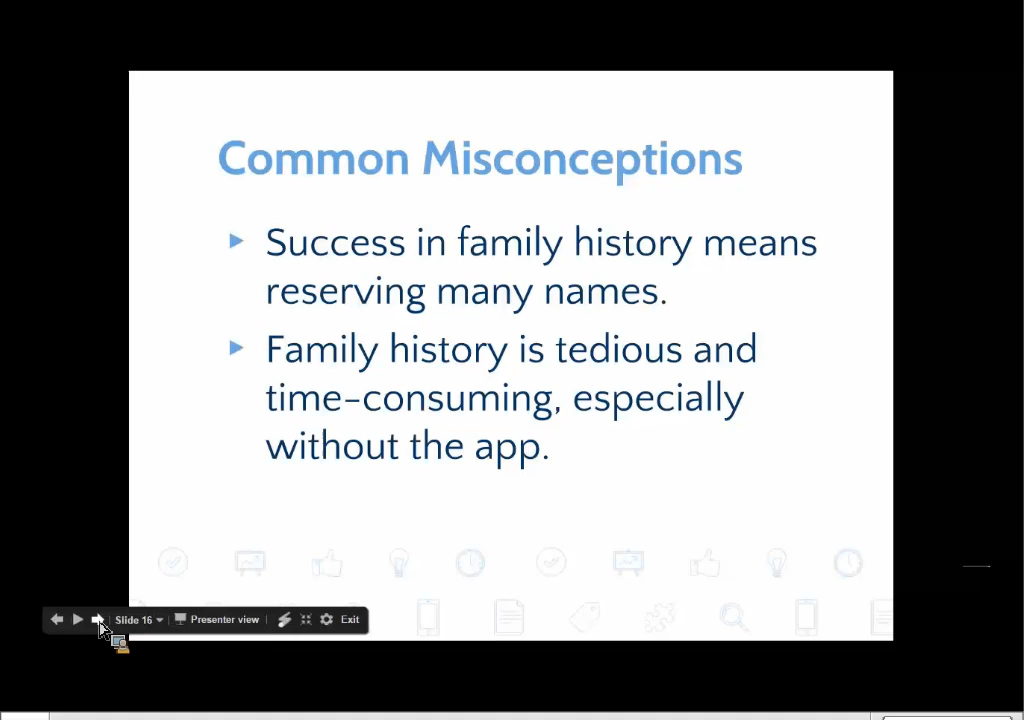 Common Misconceptions
Success in family history means
reserving many names.
Family history is tedious and
time-consuming, especially
without the app.
Slide 16
Presenter view
Exit